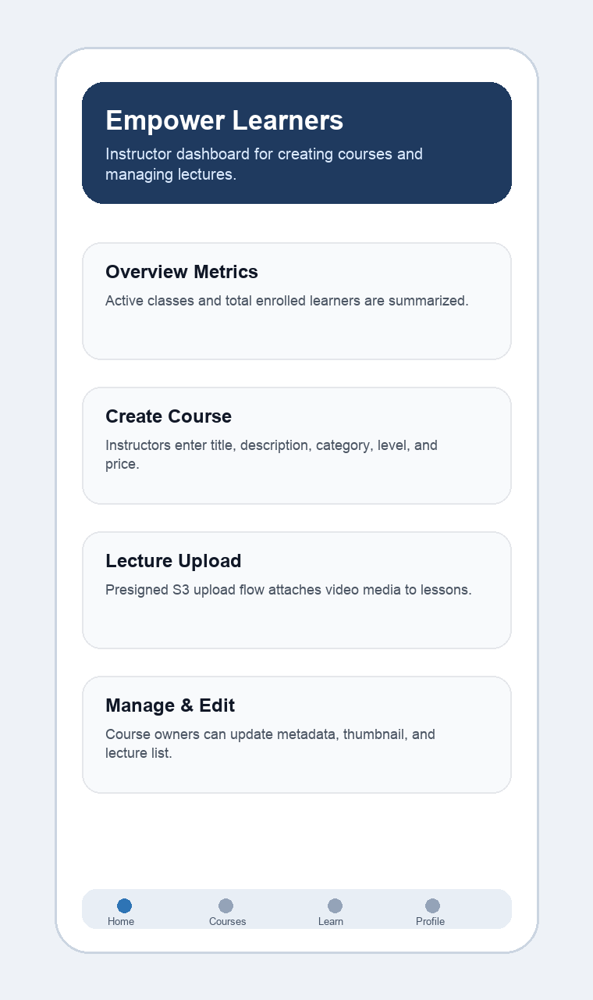 Empower Learners
Instructor dashboard for creating courses and
managing lectures.
Overview Metrics
Active classes and total enrolled learners are summarized.
Create Course
Instructors enter title, description, category, level, and
price.
Lecture Upload
Presigned S3 upload flow attaches video media to lessons.
Manage & Edit
Course owners can update metadata, thumbnail, and
lecture list.
Home Courses Learn Profile